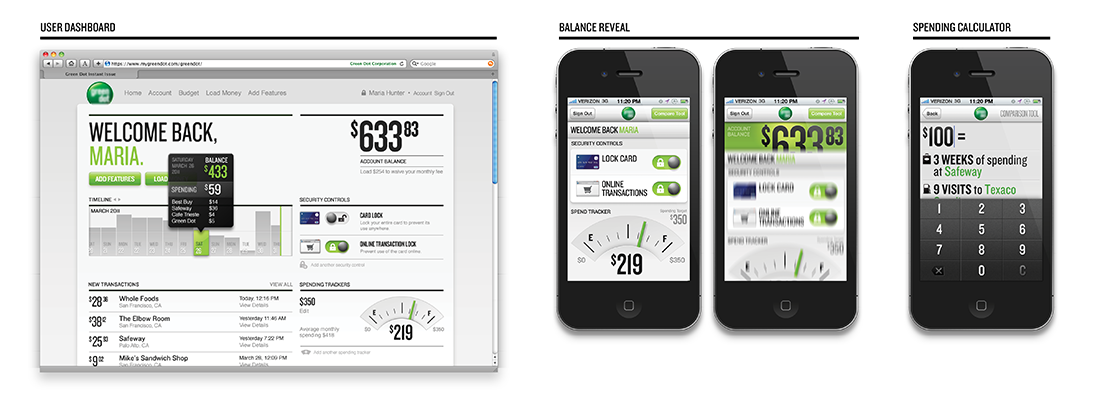 USER DASHBOARD
BALANCE REVEAL
SPENDING CALCULATOR
https://www.mygreendot.com/greendot/
Green Dot Corporation
Google
Green Dot Instant Issue
green dot
Home Account Budget Load Money Add Features
Maria Hunter • Account Sign Out
WELCOME BACK,
MARIA.
ADD FEATURES
LOAD
$633 83
ACCOUNT BALANCE
Load $254 to waive your monthly fee
SATURDAY
MARCH 26
2011
BALANCE
$433
SPENDING $59
Best Buy $14
Safeway $36
Cafe Trieste $4
Green Dot $5
TIMELINE
MARCH 2011
SAT
26
SECURITY CONTROLS
CARD LOCK
Lock your entire card to prevent its
use anywhere.
ONLINE TRANSACTION LOCK
Prevent use of the card online.
Add another security control
NEW TRANSACTIONS
VIEW ALL
$28 36 Whole Foods Today, 12:16 PM
San Francisco, CA View Details
$38 42 The Elbow Room Yesterday 11:46 AM
San Francisco, CA View Details
$25 83 Safeway Yesterday 7:22 PM
Palo Alto, CA View Details
$9 02 Mike's Sandwich Shop March 26, 12:09 PM
San Francisco, CA View Details
SPENDING TRACKERS
$350
Edit
Average monthly
spending $418
E F
$0 $219 $350
Add another spending tracker
VERIZON 3G 11:20 PM
Sign Out
Compare Tool
WELCOME BACK MARIA
SECURITY CONTROLS
LOCK CARD
ONLINE
TRANSACTIONS
SPEND TRACKER
$350
E F
$0 $219 $350
VERIZON 3G 11:20 PM
Sign Out
Compare Tool
ACCOUNT
BALANCE
$633 83
WELCOME BACK MARIA
SECURITY CONTROLS
LOCK CARD
ONLINE
TRANSACTIONS
SPEND TRACKER
$350
E F
$0 $219 $350
VERIZON 3G 11:20 PM
Back
COMPARISON TOOL
$100 =
3 WEEKS of spending
at Safeway
9 VISITS to Texaco
1 2 3
4 5 6
7 8 9
0 C